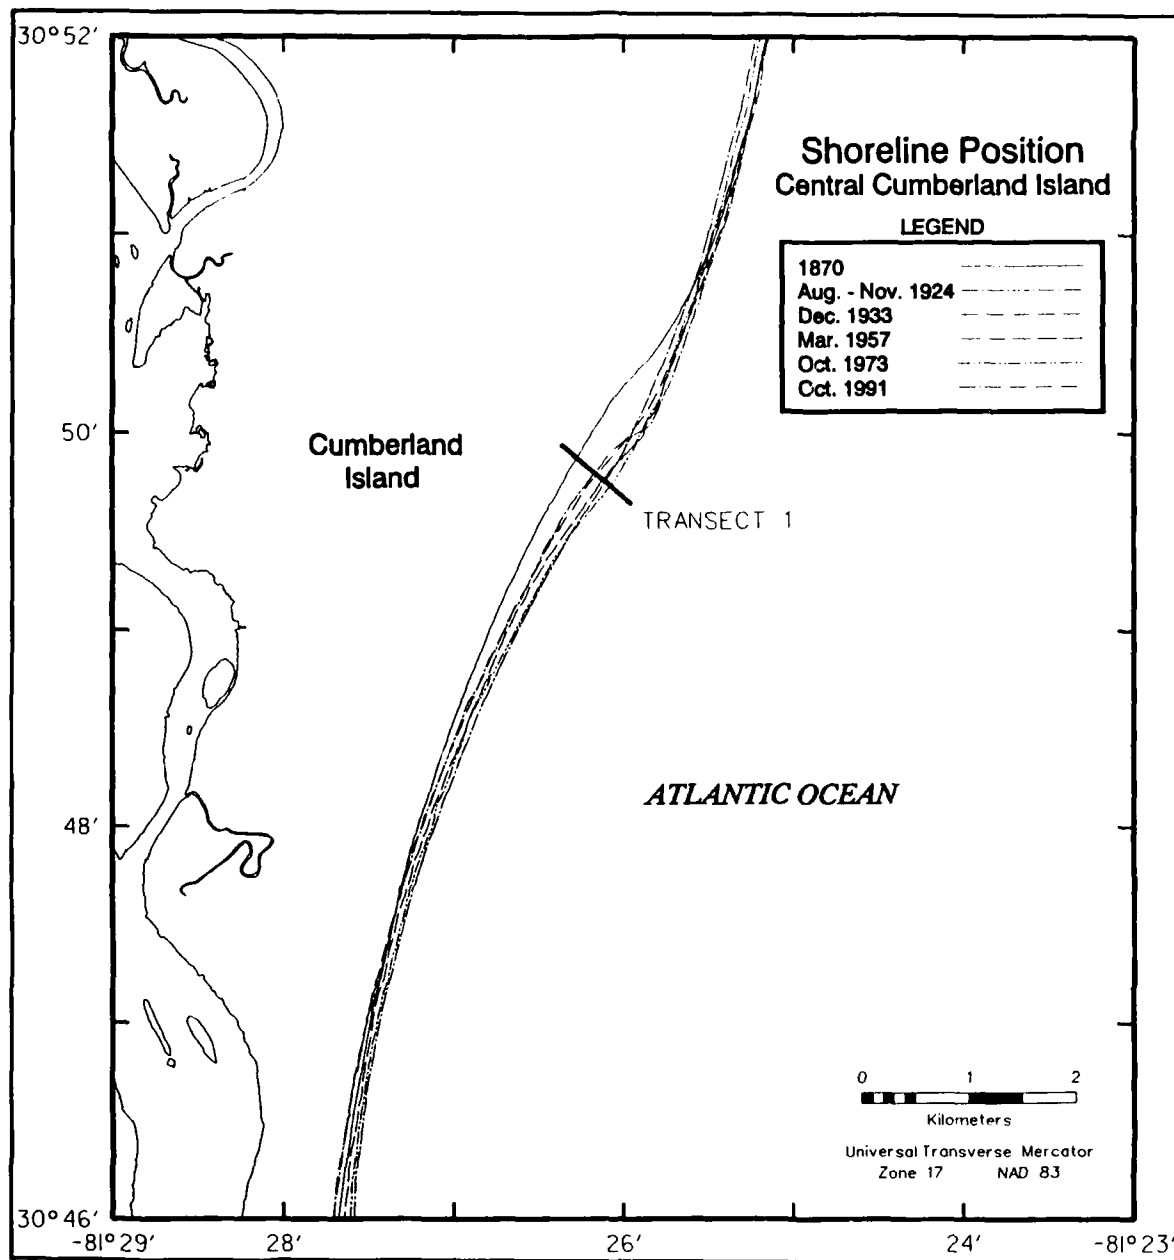 30°52'
Shoreline Position
Central Cumberland Island
LEGEND
1870
Aug. - Nov. 1924
Dec. 1933
Mar. 1957
Oct. 1973
Oct. 1991
50'
Cumberland
Island
TRANSECT 1
ATLANTIC OCEAN
48'
0 1 2
Kilometers
Universal Transverse Mercator
Zone 17 NAD 83
30°46'
-81°29' 28' 26' 24' -81°23'